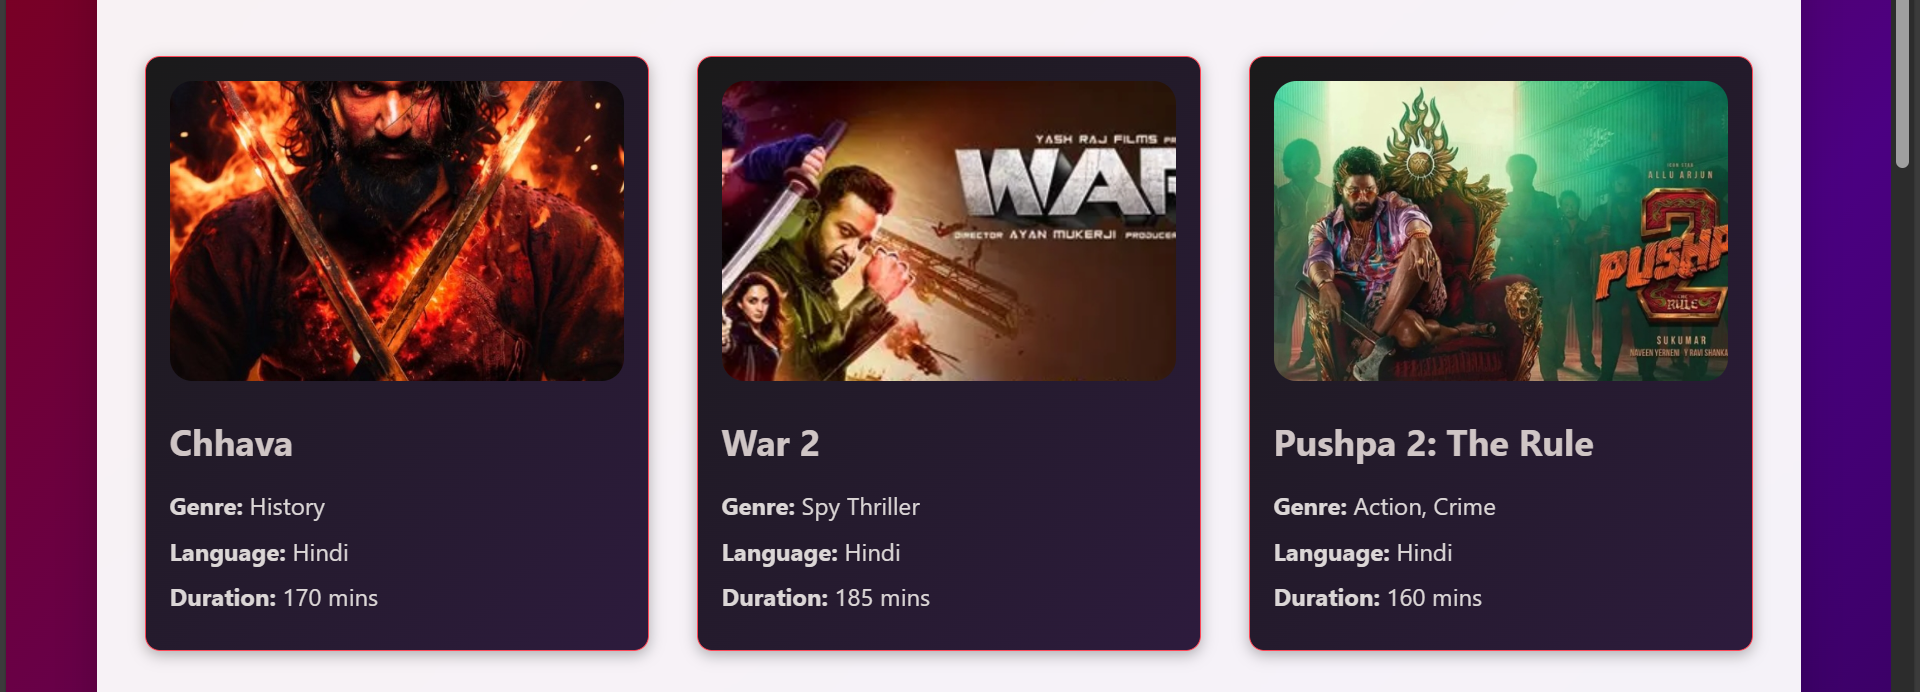 YASH RAJ FILMS
WAR
DIRECTOR AYAN MUKERJI PRODUCER
ALLU ARJUN
2
PUSHP
THE
RULE
SUKUMAR
NAVEEN YERNENI Y RAVI SHANKA
Chhava
Genre: History
Language: Hindi
Duration: 170 mins
War 2
Genre: Spy Thriller
Language: Hindi
Duration: 185 mins
Pushpa 2: The Rule
Genre: Action, Crime
Language: Hindi
Duration: 160 mins